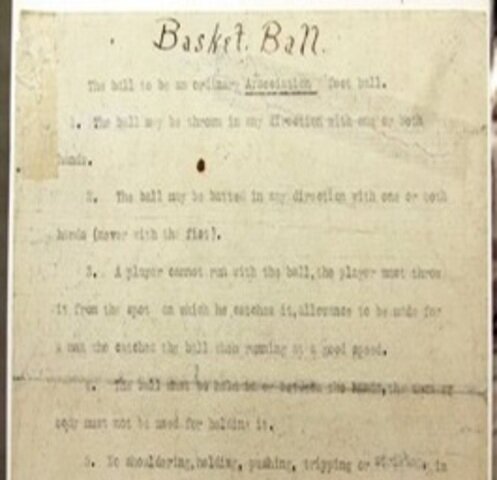 Basket Ball.
The ball to be an ordinary Association foot ball.
1. The ball may be thrown in any direction with one or both
hands.
2. The ball may be batted in any direction with one or both
hands (never with the fist).
3. A player cannot run with the ball,the player must throw
it from the spot on which he catches it,allowance to be made for
a man who catches the ball when running at a good speed.
4. The ball must be held in or between the hands,the arms or
body must not be used for holding it.
5. No shouldering,holding, pushing, tripping or striking, in